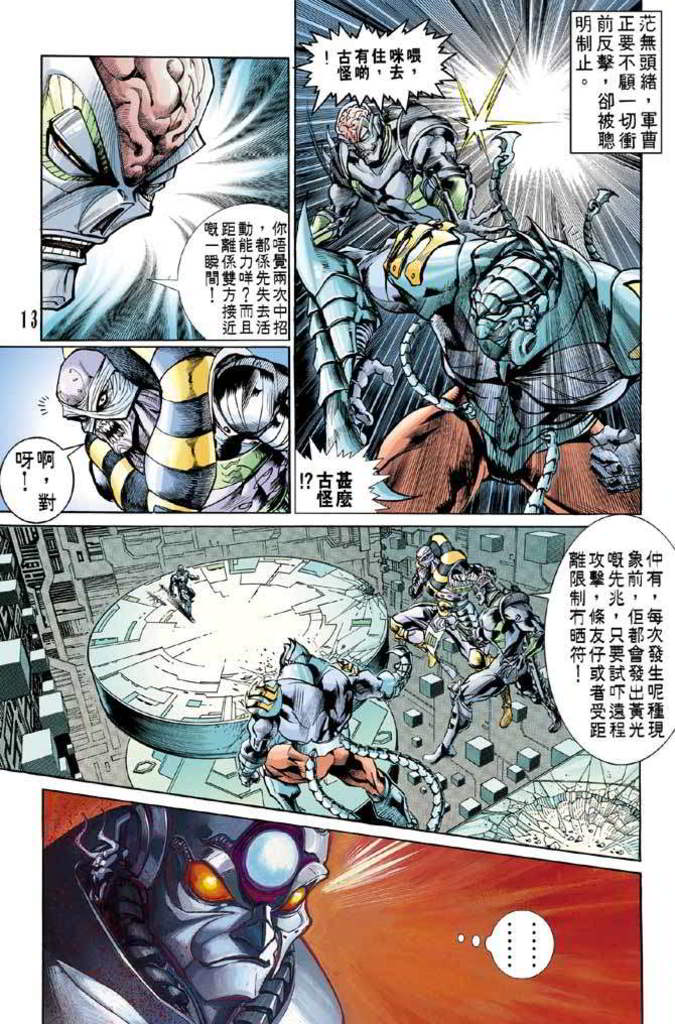 茫無頭緒，軍曹
正要不顧一切衝
前反擊，卻被聰
明制止。
喂，
咪去
住，
有啲
古怪
！
甚麼
古怪
!?
你唔覺兩次中招
，都係先失去活
動能力咩？而且
距離係雙方接近
嘅一瞬間！
13
啊，對
呀！
仲有，每次發生呢種現
象前，佢都會發出黃光
嘅先兆，只要試吓遠程
攻擊，條友仔或者受距
離限制冇晒符！
⋮⋮